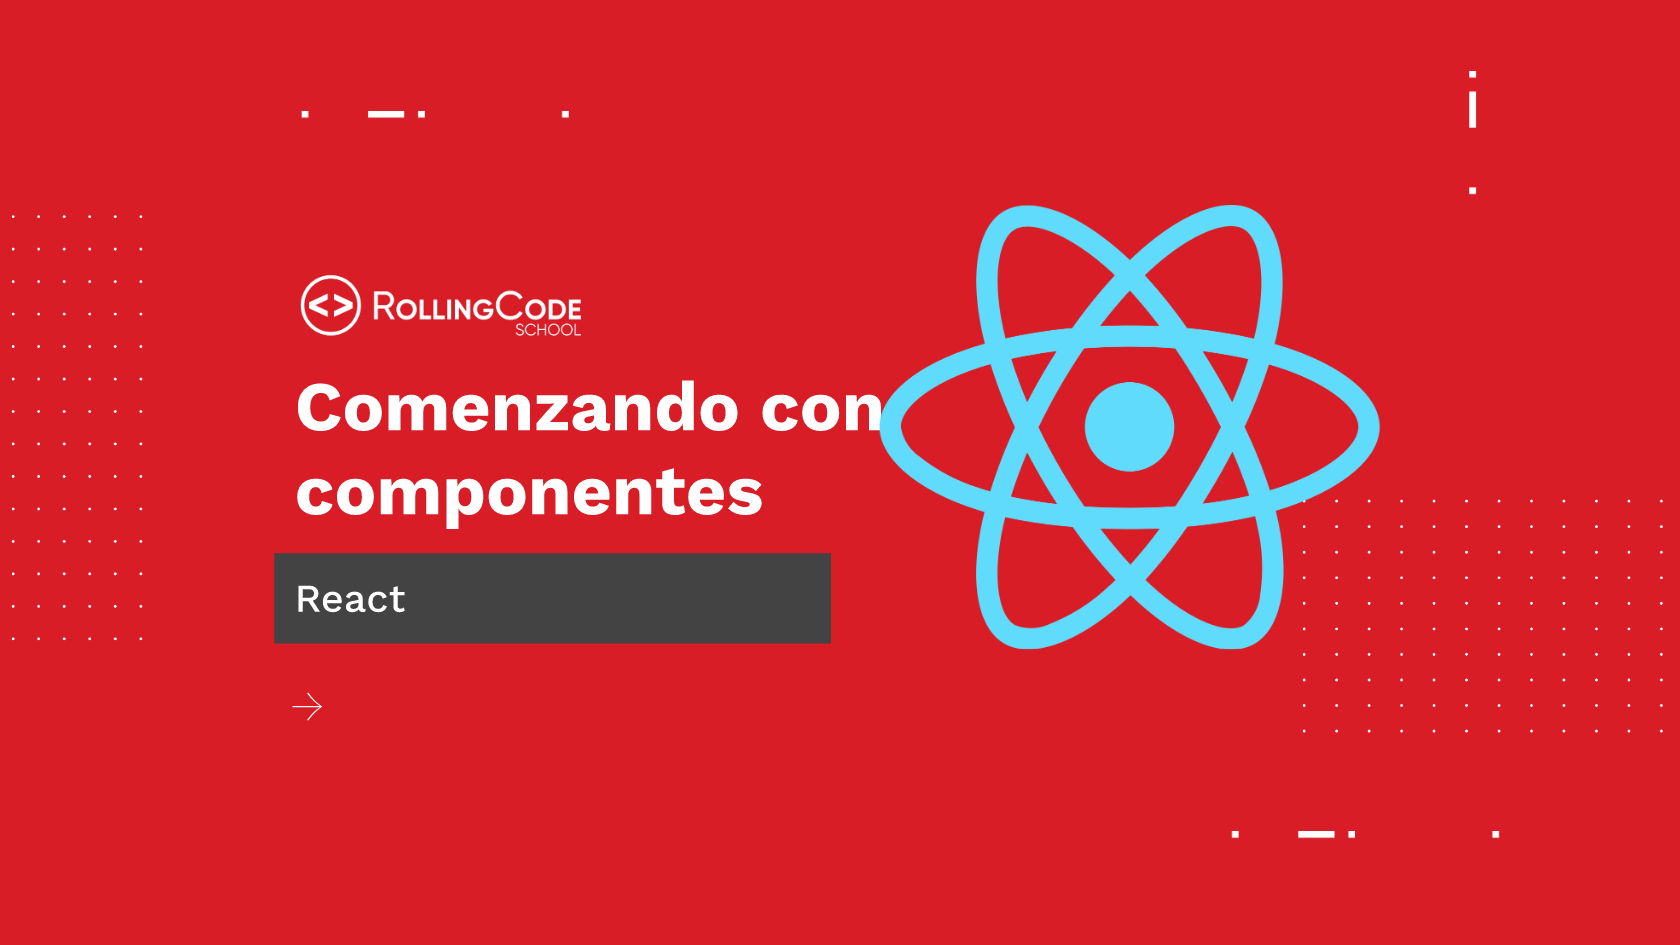 <> ROLLINGCODE
SCHOOL
Comenzando con
componentes
React